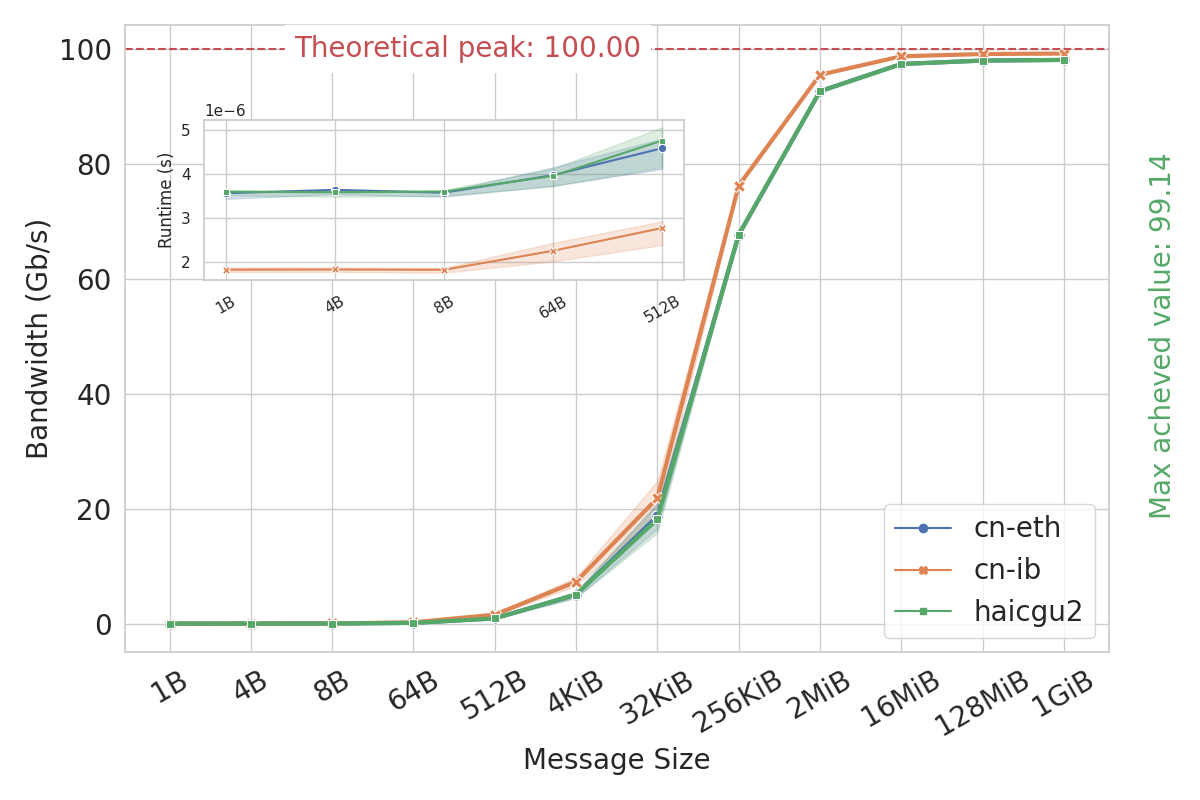 Theoretical peak: 100.00
100
80
60
40
20
0
Bandwidth (Gb/s)
1e−6
5
4
3
2
Runtime (s)
1B
4B
8B
64B
512B
cn-eth
cn-ib
haicgu2
1B
4B
8B
64B
512B
4KiB
32KiB
256KiB
2MiB
16MiB
128MiB
1GiB
Message Size
Max acheved value: 99.14